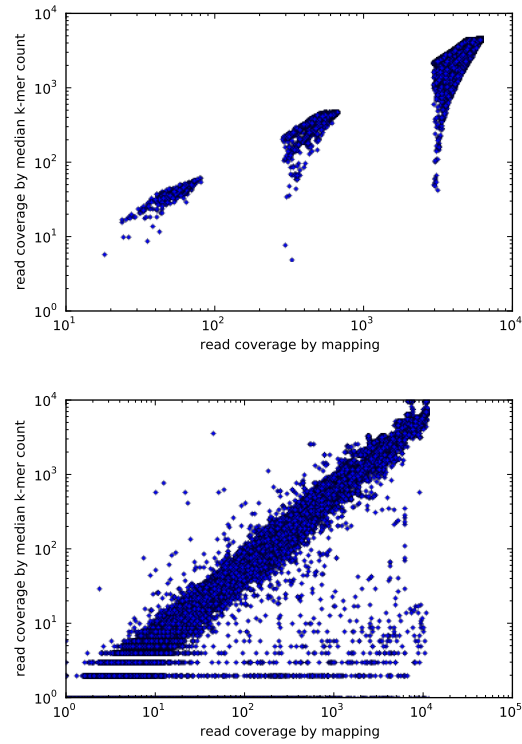 read coverage by median k-mer count
10^4
10^3
10^2
10^1
10^0
10^1 10^2 10^3 10^4
read coverage by mapping
read coverage by median k-mer count
10^4
10^3
10^2
10^1
10^0
10^0 10^1 10^2 10^3 10^4 10^5
read coverage by mapping